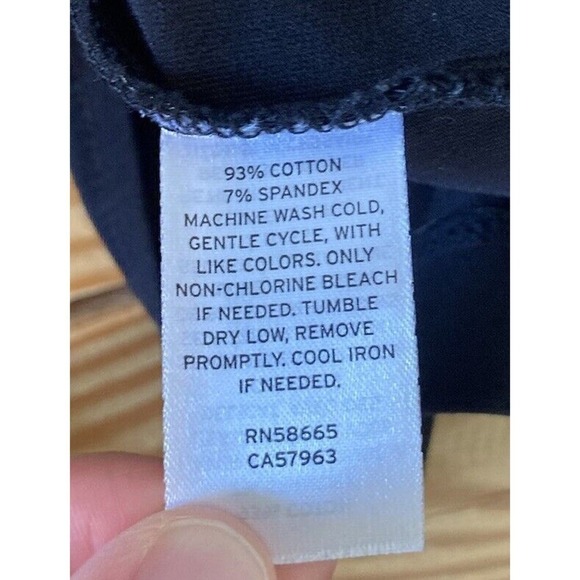 93% COTTON
7% SPANDEX
MACHINE WASH COLD,
GENTLE CYCLE, WITH
LIKE COLORS. ONLY
NON-CHLORINE BLEACH
IF NEEDED. TUMBLE
DRY LOW, REMOVE
PROMPTLY. COOL IRON
IF NEEDED.
RN58665
CA57963